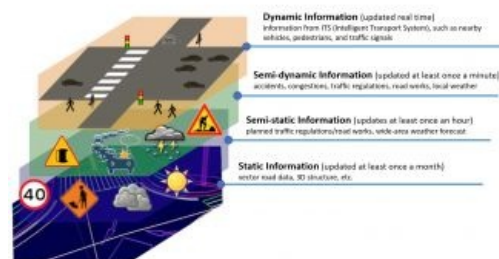 Dynamic Information (updated real time)
Information from ITS (Intelligent Transport System), such as nearby
vehicles, pedestrians, and traffic signals
Semi-dynamic Information (updated at least once a minute)
accidents, congestions, traffic regulations, road works, local weather
Semi-static Information (updates at least once an hour)
planned traffic regulations/road works, wide-area weather forecast
Static Information (updated at least once a month)
vector road data, 3D structure, etc.
40